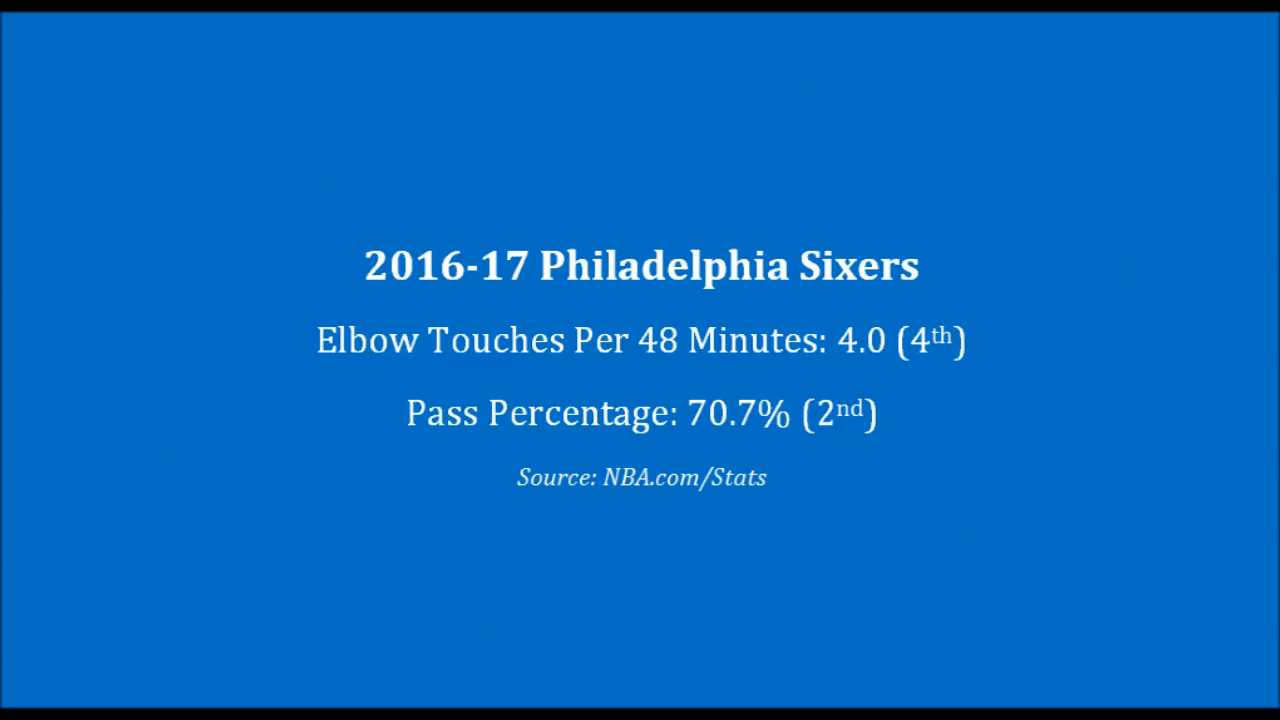 2016-17 Philadelphia Sixers
Elbow Touches Per 48 Minutes: 4.0 (4th)
Pass Percentage: 70.7% (2nd)
Source: NBA.com/Stats